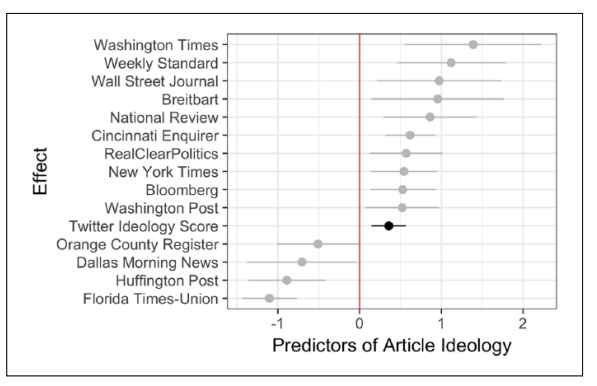 Washington Times
Weekly Standard
Wall Street Journal
Breitbart
National Review
Cincinnati Enquirer
RealClearPolitics
New York Times
Bloomberg
Washington Post
Twitter Ideology Score
Orange County Register
Dallas Morning News
Huffington Post
Florida Times-Union
Effect
-1 0 1 2
Predictors of Article Ideology